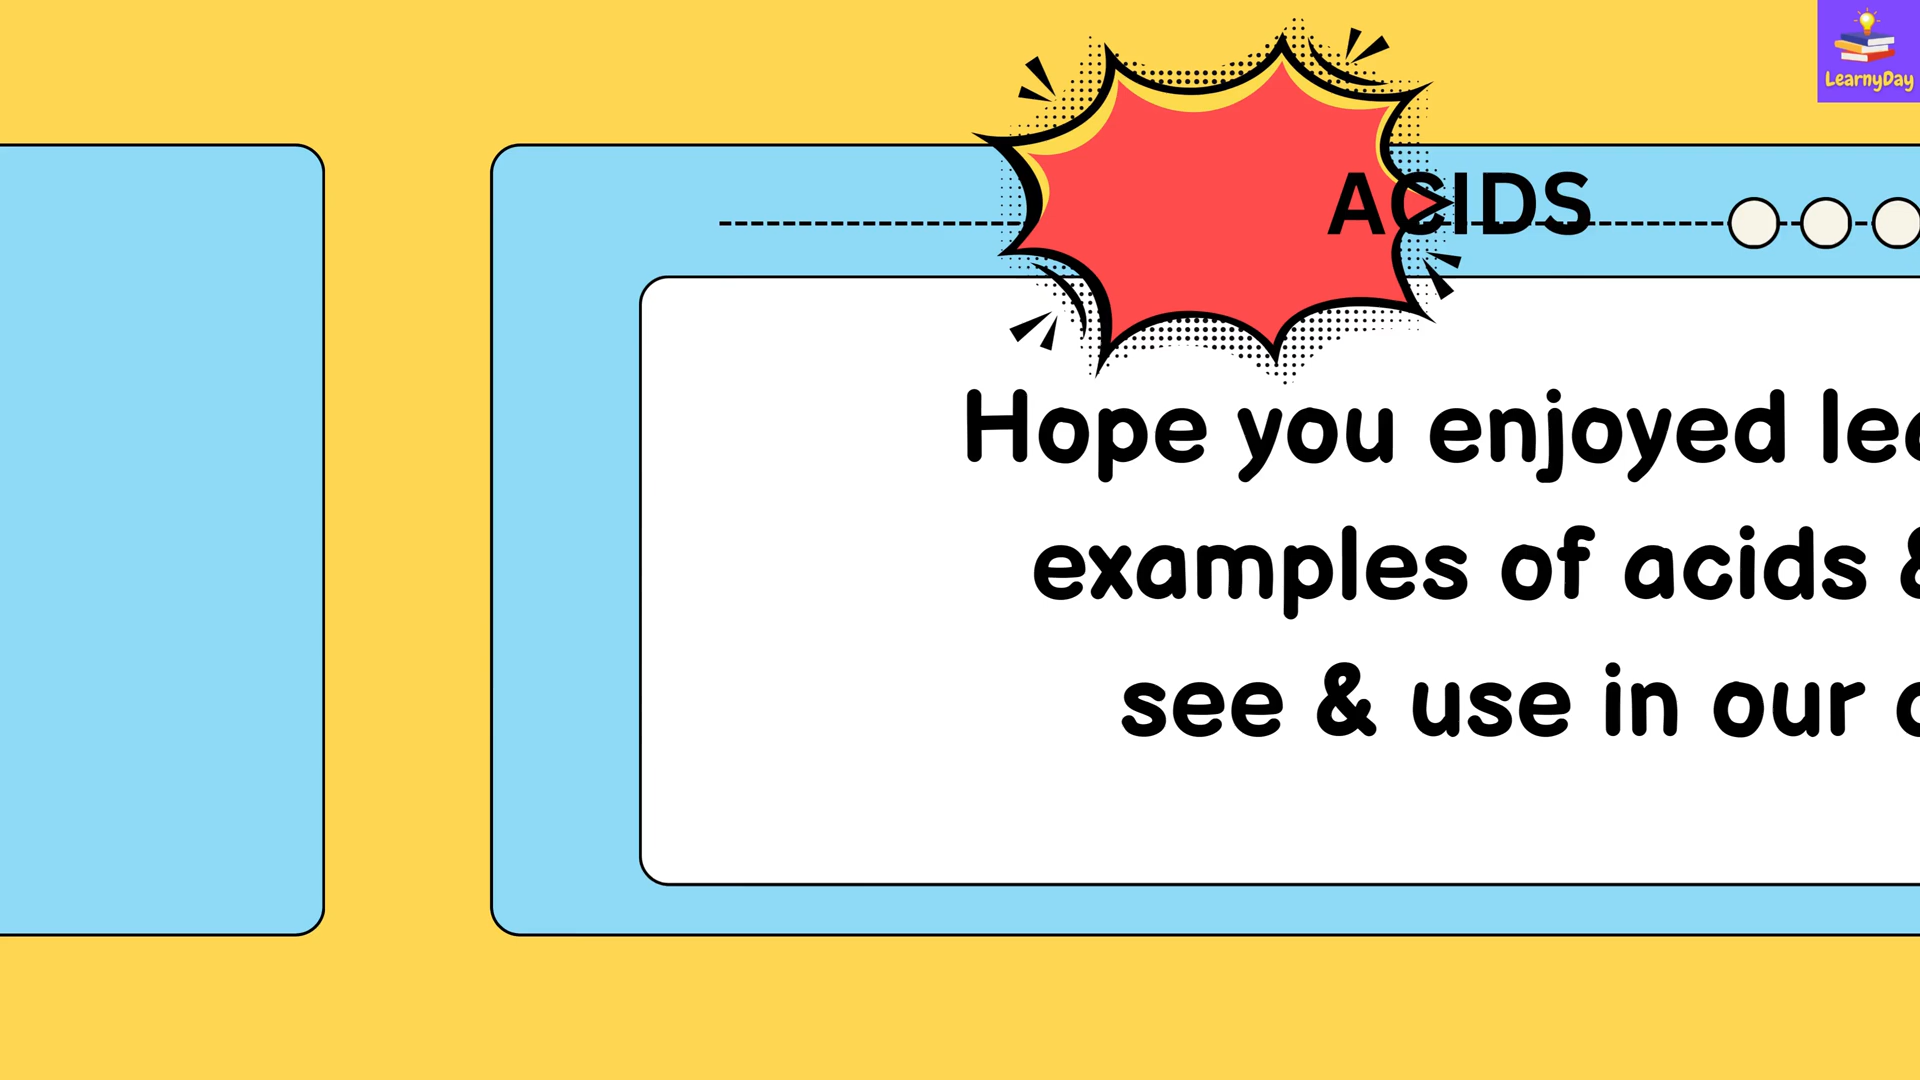 LearnyDay
ACIDS
Hope you enjoyed
examples of acids
see & use in our